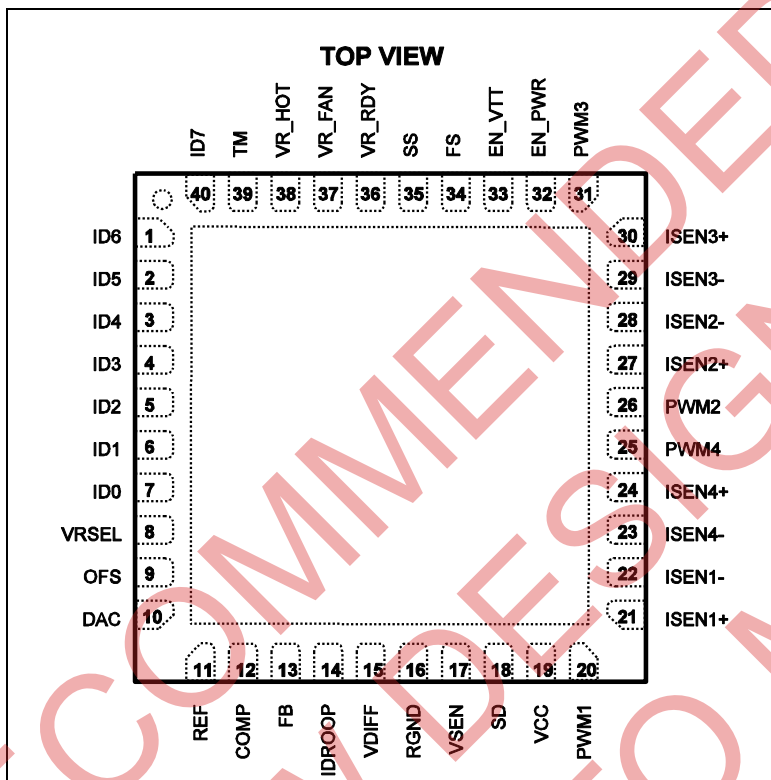 TOP VIEW
ID7 TM VR_HOT VR_FAN VR_RDY SS FS EN_VTT EN_PWR PWM3
40 39 38 37 36 35 34 33 32 31
ID6 1 30 ISEN3+
ID5 2 29 ISEN3-
ID4 3 28 ISEN2-
ID3 4 27 ISEN2+
ID2 5 26 PWM2
ID1 6 25 PWM4
ID0 7 24 ISEN4+
VRSEL 8 23 ISEN4-
OFS 9 22 ISEN1-
DAC 10 21 ISEN1+
11 12 13 14 15 16 17 18 19 20
REF COMP FB IDROOP VDIFF RGND VSEN SD VCC PWM1
COMMENDED
DESIGN